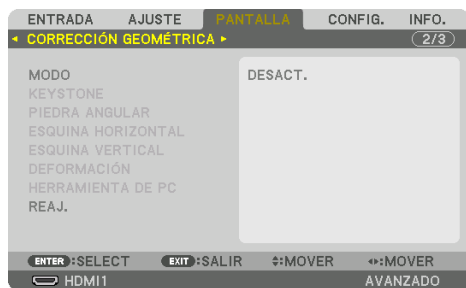 ENTRADA AJUSTE PANTALLA CONFIG. INFO.
CORRECCIÓN GEOMÉTRICA 2/3
MODO DESACT.
KEYSTONE
PIEDRA ANGULAR
ESQUINA HORIZONTAL
ESQUINA VERTICAL
DEFORMACIÓN
HERRAMIENTA DE PC
REAJ.
ENTER :SELECT EXIT :SALIR :MOVER :MOVER
HDMI1 AVANZADO